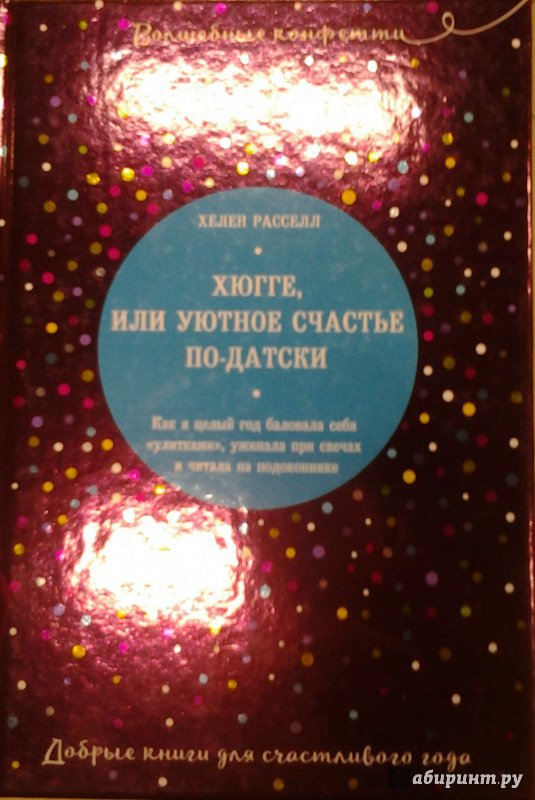 Волшебные конфетти
ХЕЛЕН РАССЕЛЛ
ХЮГГЕ,
ИЛИ УЮТНОЕ СЧАСТЬЕ
ПО-ДАТСКИ
Как я целый год баловала себя
«улитками», ужинала при свечах
и читала на подоконнике
Добрые книги для счастливого года
абиринт.ру